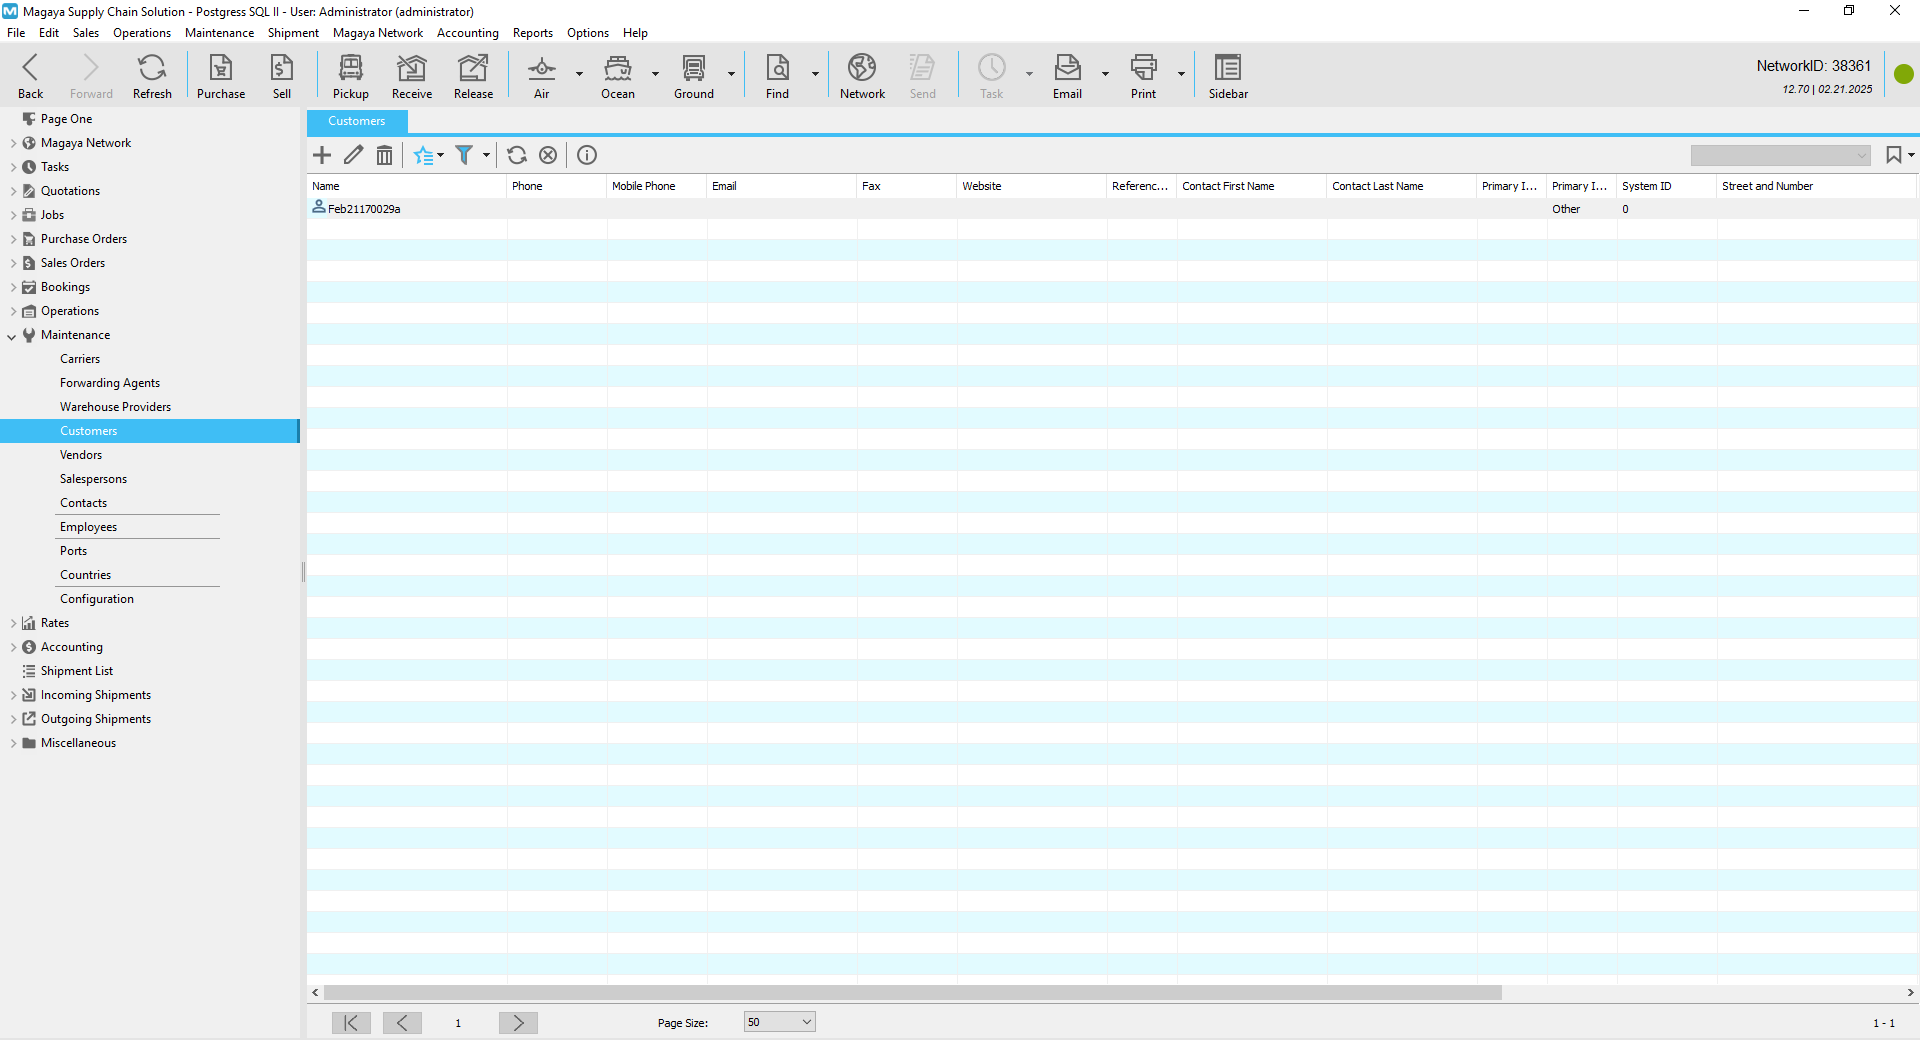 Magaya Supply Chain Solution - Postgress SQL II - User: Administrator (administrator)
File Edit Sales Operations Maintenance Shipment Magaya Network Accounting Reports Options Help
Back Forward Refresh Purchase Sell Pickup Receive Release Air Ocean Ground Find Network Send Task Email Print Sidebar
NetworkID: 38361
12.70 | 02.21.2025
Page One
Magaya Network
Tasks
Quotations
Jobs
Purchase Orders
Sales Orders
Bookings
Operations
Maintenance
Carriers
Forwarding Agents
Warehouse Providers
Customers
Vendors
Salespersons
Contacts
Employees
Ports
Countries
Configuration
Rates
Accounting
Shipment List
Incoming Shipments
Outgoing Shipments
Miscellaneous
Customers
Name Phone Mobile Phone Email Fax Website Referenc... Contact First Name Contact Last Name Primary I... Primary I... System ID Street and Number
Feb21170029a Other 0
1 Page Size: 50 1 - 1